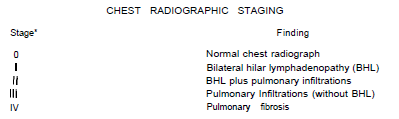 CHEST RADIOGRAPHIC STAGING
Stage* Finding
0 Normal chest radiograph
I Bilateral hilar lymphadenopathy (BHL)
II BHL plus pulmonary infiltrations
III Pulmonary Infiltrations (without BHL)
IV Pulmonary fibrosis